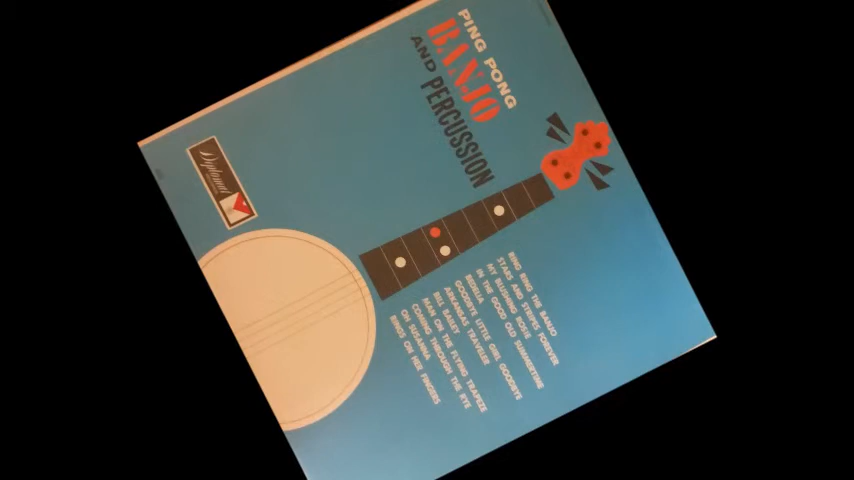 PING PONG
BANJO
AND PERCUSSION
Diplomat
RING RING THE BANJO
STARS AND STRIPES FOREVER
MY BLUSHING ROSIE
IN THE GOOD OLD SUMMERTIME
BEDELIA
GOODBYE LITTLE GIRL GOODBYE
ARKANSAS TRAVELER
BILL BAILEY
MAN ON THE FLYING TRAPEZE
COMING THROUGH THE RYE
OH SUSANNA
RINGS ON HER FINGERS